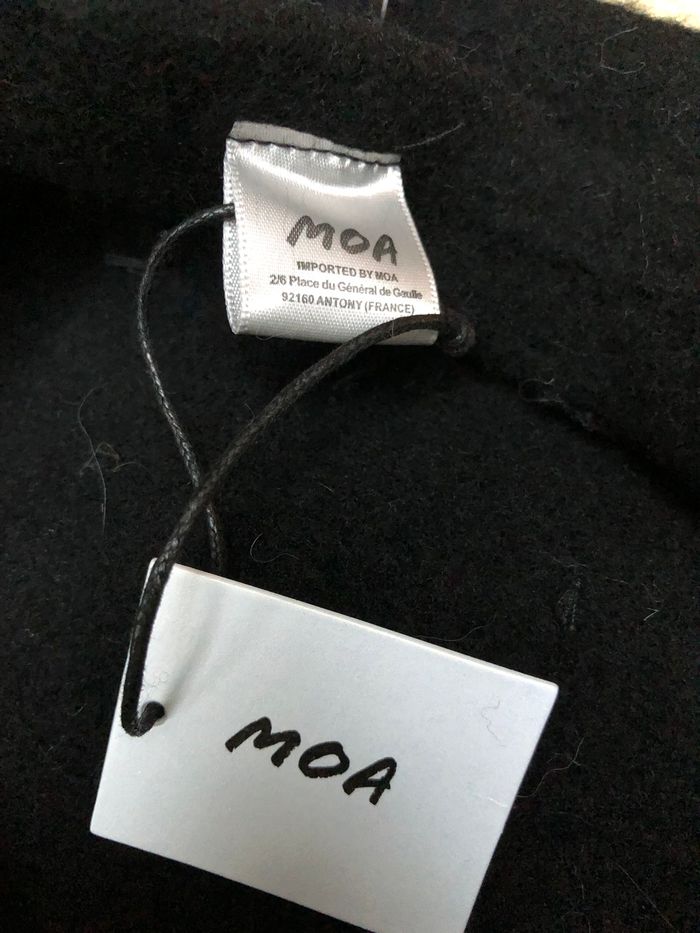 MOA
IMPORTED BY MOA
2/6 Place du Général de Gaulle
92160 ANTONY (FRANCE)
MOA